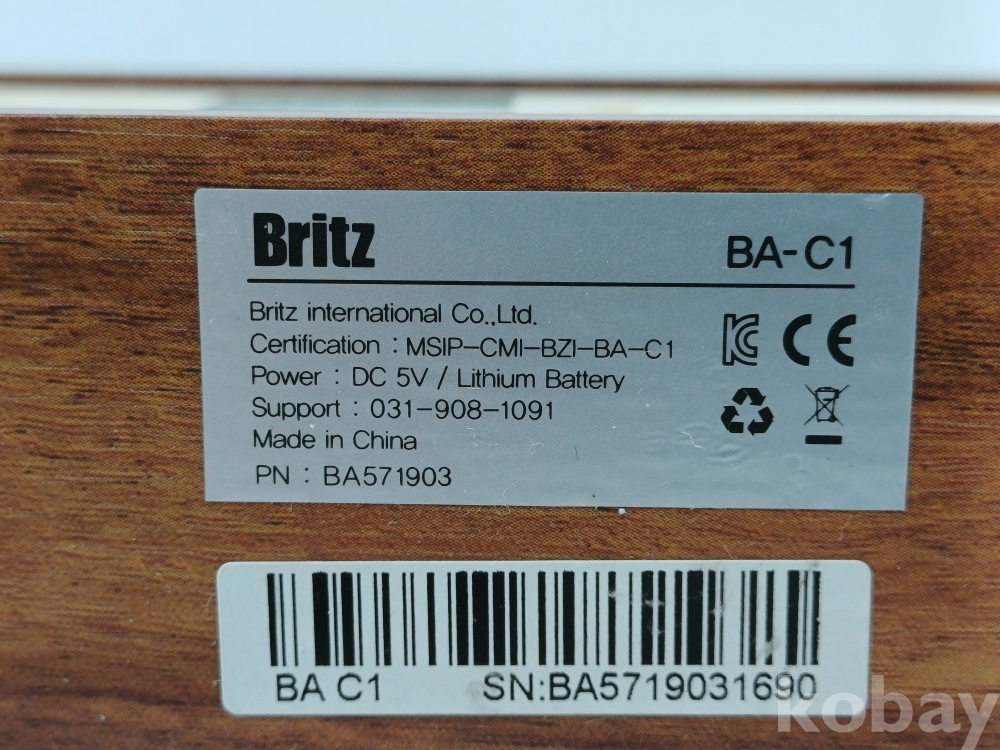 Britz
BA-C1
Britz international Co.,Ltd.
Certification : MSIP-CMI-BZI-BA-C1
Power : DC 5V / Lithium Battery
Support : 031-908-1091
Made in China
PN : BA571903
BA C1 SN:BA5719031690
kobay